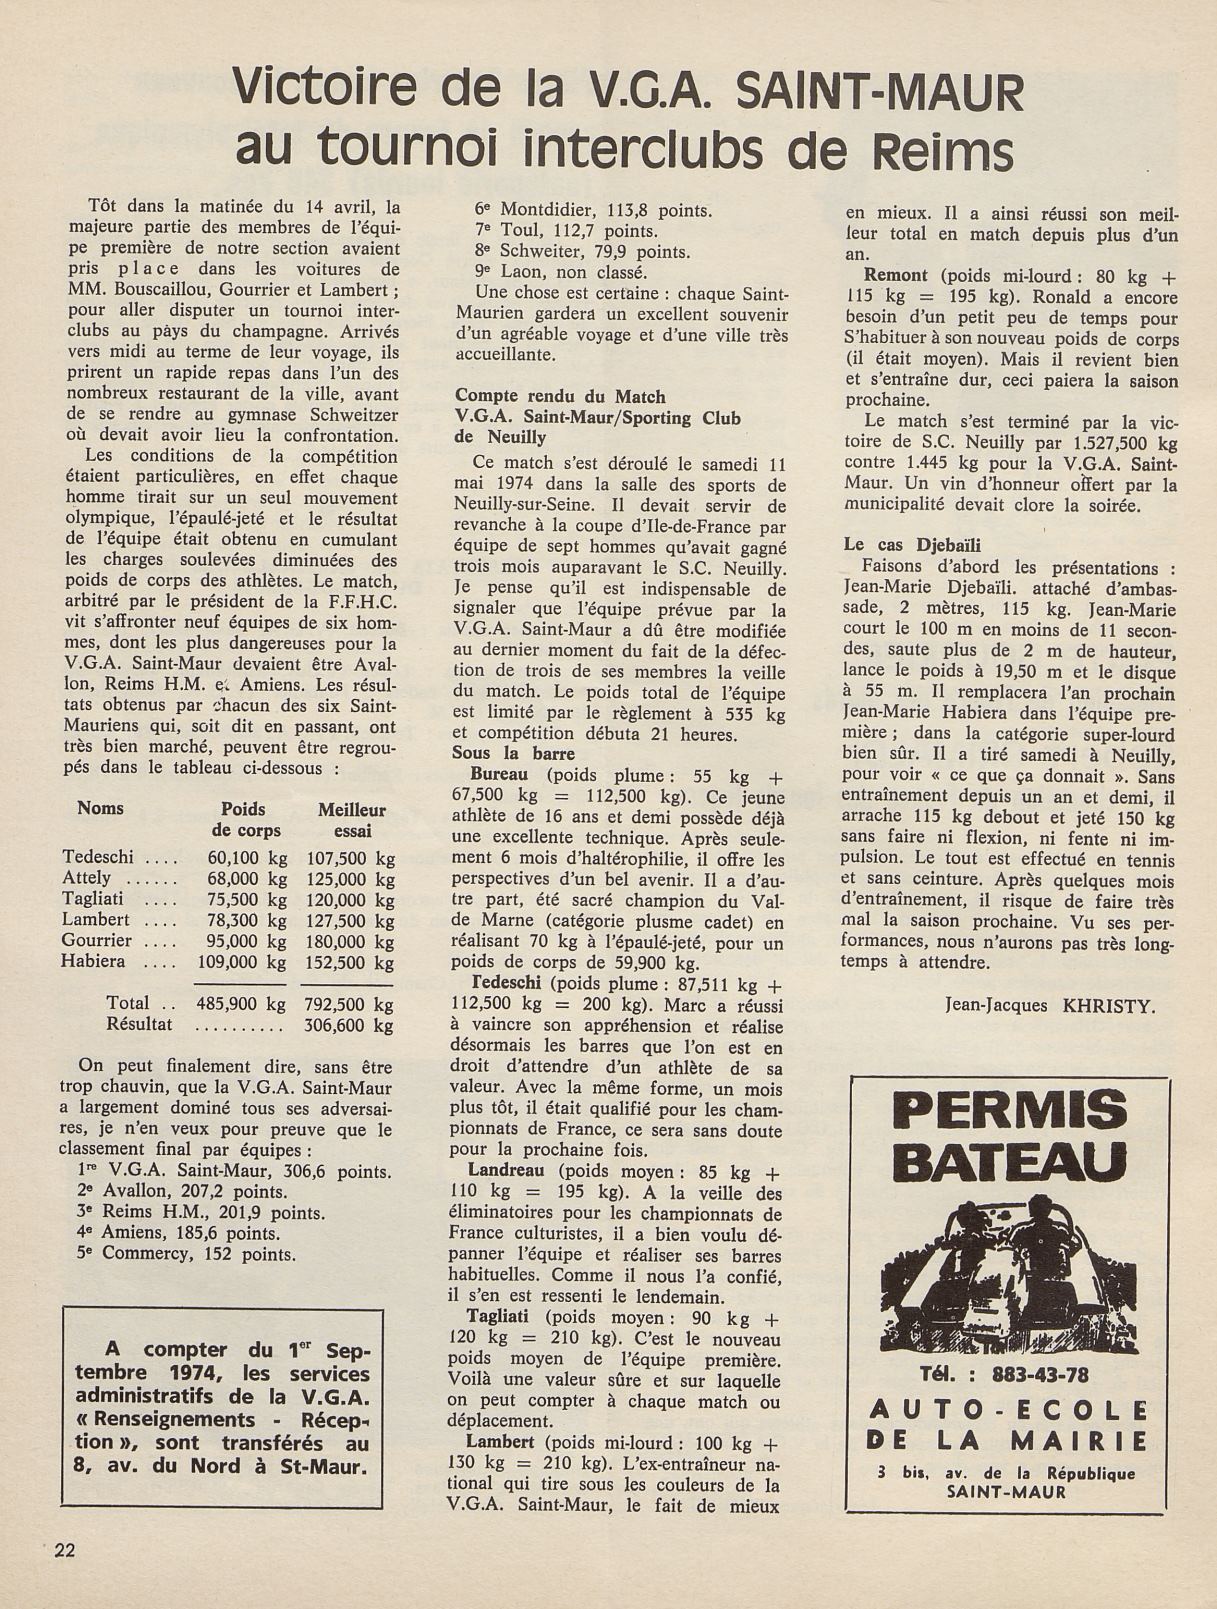 Victoire de la V.G.A. SAINT-MAUR
au tournoi interclubs de Reims
Tôt dans la matinée du 14 avril, la
majeure partie des membres de l'équi-
pe première de notre section avaient
pris place dans les voitures de
MM. Bouscaillou, Gourrier et Lambert ;
pour aller disputer un tournoi inter-
clubs au pays du champagne. Arrivés
vers midi au terme de leur voyage, ils
prirent un rapide repas dans l'un des
nombreux restaurant de la ville, avant
de se rendre au gymnase Schweitzer
où devait avoir lieu la confrontation.
Les conditions de la compétition
étaient particulières, en effet chaque
homme tirait sur un seul mouvement
olympique, l'épaulé-jeté et le résultat
de l'équipe était obtenu en cumulant
les charges soulevées diminuées des
poids de corps des athlètes. Le match,
arbitré par le président de la F.F.H.C.
vit s'affronter neuf équipes de six hom-
mes, dont les plus dangereuses pour la
V.G.A. Saint-Maur devaient être Aval-
lon, Reims H.M. et Amiens. Les résul-
tats obtenus par chacun des six Saint-
Mauriens qui, soit dit en passant, ont
très bien marché, peuvent être regrou-
pés dans le tableau ci-dessous :
Noms Poids de corps Meilleur essai
Tedeschi .... 60,100 kg 107,500 kg
Attely ...... 68,000 kg 125,000 kg
Tagliati .... 75,500 kg 120,000 kg
Lambert .... 78,300 kg 127,500 kg
Gourrier .... 95,000 kg 180,000 kg
Habiera .... 109,000 kg 152,500 kg
Total .. 485,900 kg 792,500 kg
Résultat .......... 306,600 kg
On peut finalement dire, sans être
trop chauvin, que la V.G.A. Saint-Maur
a largement dominé tous ses adversai-
res, je n'en veux pour preuve que le
classement final par équipes :
1re V.G.A. Saint-Maur, 306,6 points.
2e Avallon, 207,2 points.
3e Reims H.M., 201,9 points.
4e Amiens, 185,6 points.
5e Commercy, 152 points.
A compter du 1er Sep-
tembre 1974, les services
administratifs de la V.G.A.
« Renseignements - Récep-
tion », sont transférés au
8, av. du Nord à St-Maur.
22
6e Montdidier, 113,8 points.
7e Toul, 112,7 points.
8e Schweiter, 79,9 points.
9e Laon, non classé.
Une chose est certaine : chaque Saint-
Maurien gardera un excellent souvenir
d'un agréable voyage et d'une ville très
accueillante.
Compte rendu du Match
V.G.A. Saint-Maur/Sporting Club
de Neuilly
Ce match s'est déroulé le samedi 11
mai 1974 dans la salle des sports de
Neuilly-sur-Seine. Il devait servir de
revanche à la coupe d'Ile-de-France par
équipe de sept hommes qu'avait gagné
trois mois auparavant le S.C. Neuilly.
Je pense qu'il est indispensable de
signaler que l'équipe prévue par la
V.G.A. Saint-Maur a dû être modifiée
au dernier moment du fait de la défec-
tion de trois de ses membres la veille
du match. Le poids total de l'équipe
est limité par le règlement à 535 kg
et compétition débuta 21 heures.
Sous la barre
Bureau (poids plume : 55 kg +
67,500 kg = 112,500 kg). Ce jeune
athlète de 16 ans et demi possède déjà
une excellente technique. Après seule-
ment 6 mois d'haltérophilie, il offre les
perspectives d'un bel avenir. Il a d'au-
tre part, été sacré champion du Val-
de Marne (catégorie plusme cadet) en
réalisant 70 kg à l'épaulé-jeté, pour un
poids de corps de 59,900 kg.
Tedeschi (poids plume : 87,511 kg +
112,500 kg = 200 kg). Marc a réussi
à vaincre son appréhension et réalise
désormais les barres que l'on est en
droit d'attendre d'un athlète de sa
valeur. Avec la même forme, un mois
plus tôt, il était qualifié pour les cham-
pionnats de France, ce sera sans doute
pour la prochaine fois.
Landreau (poids moyen : 85 kg +
110 kg = 195 kg). A la veille des
éliminatoires pour les championnats de
France culturistes, il a bien voulu dé-
panner l'équipe et réaliser ses barres
habituelles. Comme il nous l'a confié,
il s'en est ressenti le lendemain.
Tagliati (poids moyen : 90 kg +
120 kg = 210 kg). C'est le nouveau
poids moyen de l'équipe première.
Voilà une valeur sûre et sur laquelle
on peut compter à chaque match ou
déplacement.
Lambert (poids mi-lourd : 100 kg +
130 kg = 210 kg). L'ex-entraîneur na-
tional qui tire sous les couleurs de la
V.G.A. Saint-Maur, le fait de mieux
en mieux. Il a ainsi réussi son meil-
leur total en match depuis plus d'un
an.
Remont (poids mi-lourd : 80 kg +
115 kg = 195 kg). Ronald a encore
besoin d'un petit peu de temps pour
S'habituer à son nouveau poids de corps
(il était moyen). Mais il revient bien
et s'entraîne dur, ceci paiera la saison
prochaine.
Le match s'est terminé par la vic-
toire de S.C. Neuilly par 1.527,500 kg
contre 1.445 kg pour la V.G.A. Saint-
Maur. Un vin d'honneur offert par la
municipalité devait clore la soirée.
Le cas Djebaïli
Faisons d'abord les présentations :
Jean-Marie Djebaïli. attaché d'ambas-
sade, 2 mètres, 115 kg. Jean-Marie
court le 100 m en moins de 11 secon-
des, saute plus de 2 m de hauteur,
lance le poids à 19,50 m et le disque
à 55 m. Il remplacera l'an prochain
Jean-Marie Habiera dans l'équipe pre-
mière ; dans la catégorie super-lourd
bien sûr. Il a tiré samedi à Neuilly,
pour voir « ce que ça donnait ». Sans
entraînement depuis un an et demi, il
arrache 115 kg debout et jeté 150 kg
sans faire ni flexion, ni fente ni im-
pulsion. Le tout est effectué en tennis
et sans ceinture. Après quelques mois
d'entraînement, il risque de faire très
mal la saison prochaine. Vu ses per-
formances, nous n'aurons pas très long-
temps à attendre.
Jean-Jacques KHRISTY.
PERMIS
BATEAU
Tél. : 883-43-78
AUTO-ECOLE
DE LA MAIRIE
3 bis, av. de la République
SAINT-MAUR